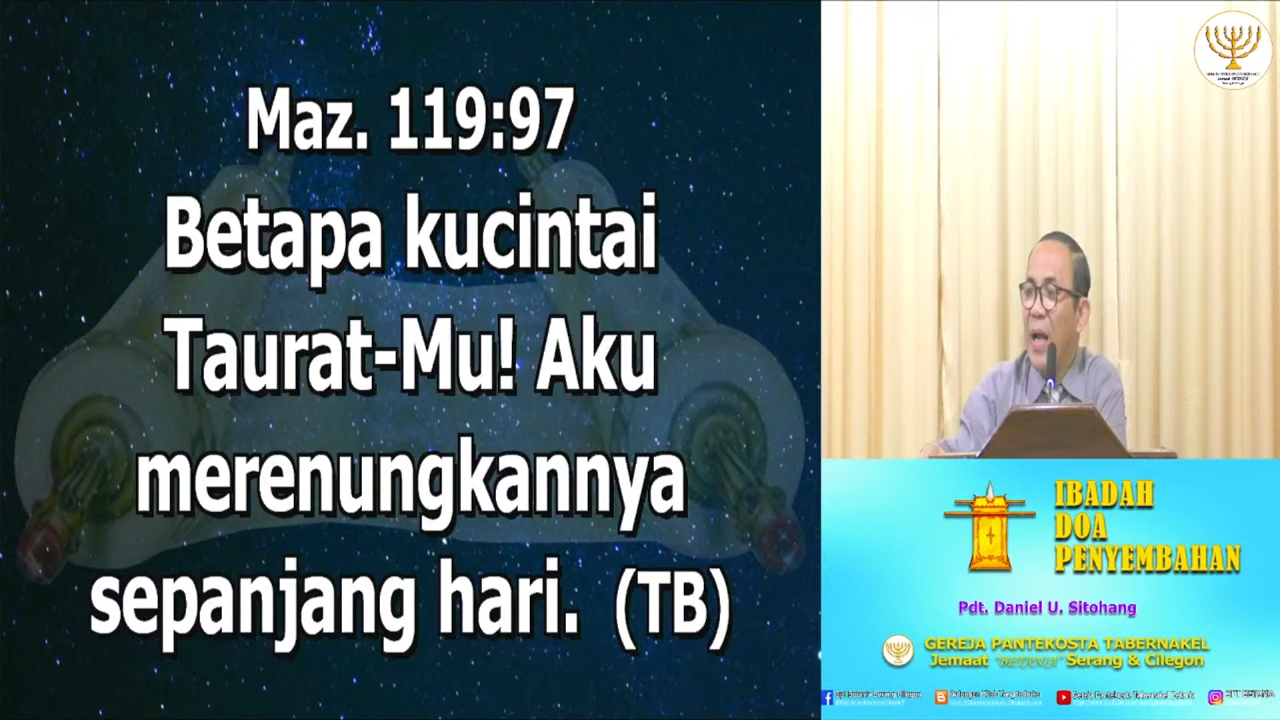 Maz. 119:97
Betapa kucintai
Taurat-Mu! Aku
merenungkannya
sepanjang hari. (TB)
IBADAH
DOA
PENYEMBAHAN
Pdt. Daniel U. Sitohang
GEREJA PANTEKOSTA TABERNAKEL
Jemaat "BETANIA" Serang & Cilegon